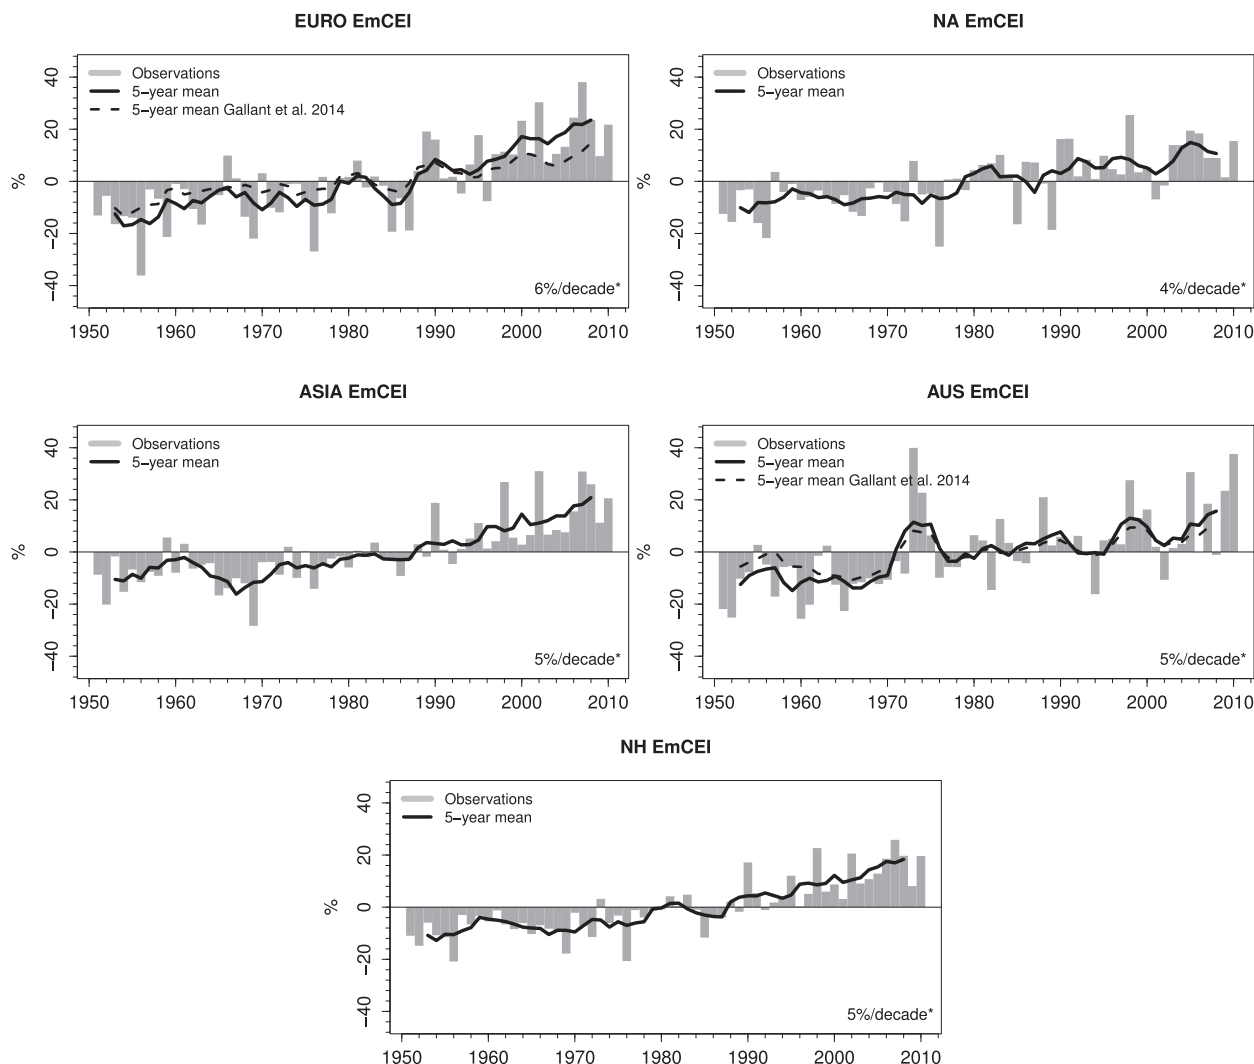 EURO EmCEI
Observations
5−year mean
5−year mean Gallant et al. 2014
40
20
0
−20
−40
%
6%/decade*
1950 1960 1970 1980 1990 2000 2010
NA EmCEI
Observations
5−year mean
40
20
0
−20
−40
%
4%/decade*
1950 1960 1970 1980 1990 2000 2010
ASIA EmCEI
Observations
5−year mean
40
20
0
−20
−40
%
5%/decade*
1950 1960 1970 1980 1990 2000 2010
AUS EmCEI
Observations
5−year mean
5−year mean Gallant et al. 2014
40
20
0
−20
−40
%
5%/decade*
1950 1960 1970 1980 1990 2000 2010
NH EmCEI
Observations
5−year mean
40
20
0
−20
−40
%
5%/decade*
1950 1960 1970 1980 1990 2000 2010